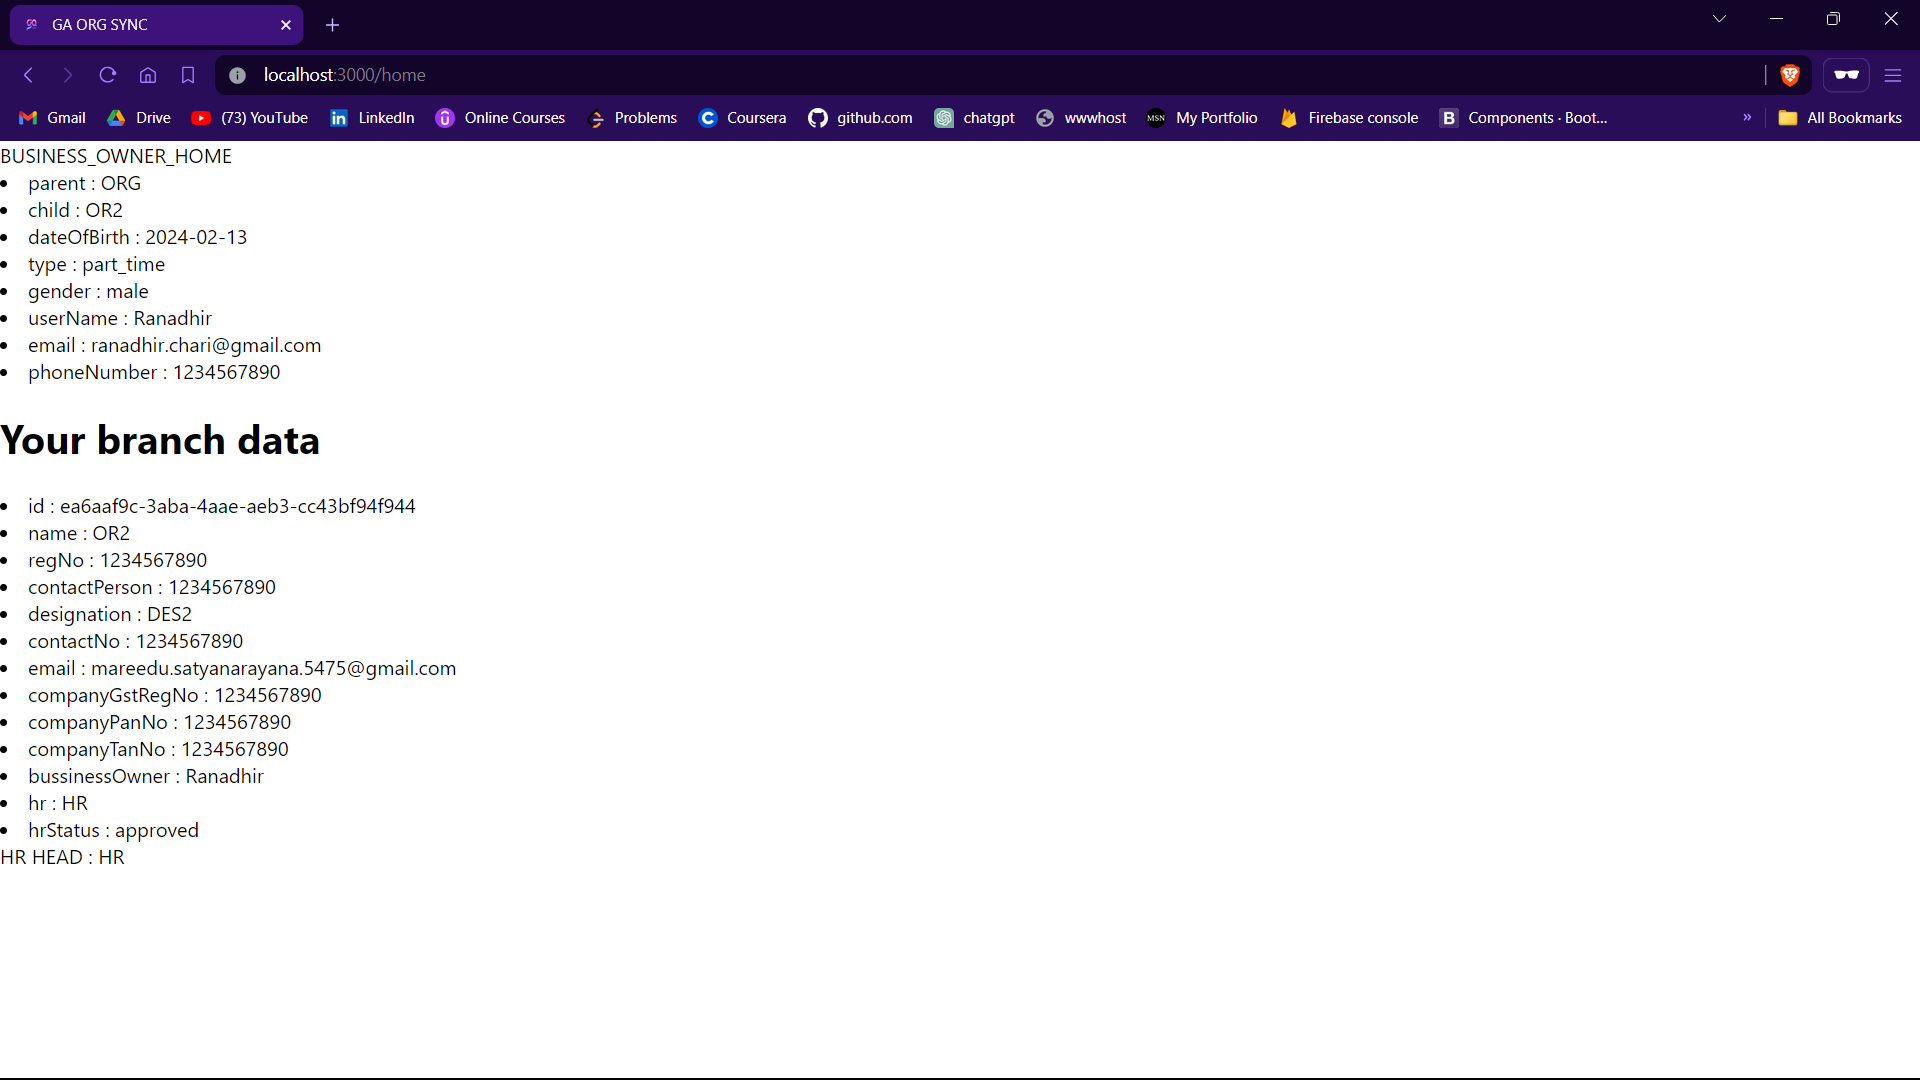 GA ORG SYNC
localhost:3000/home
Gmail Drive (73) YouTube LinkedIn Online Courses Problems Coursera github.com chatgpt wwwhost MSN My Portfolio Firebase console B Components · Boot... » All Bookmarks
BUSINESS_OWNER_HOME
• parent : ORG
• child : OR2
• dateOfBirth : 2024-02-13
• type : part_time
• gender : male
• userName : Ranadhir
• email : ranadhir.chari@gmail.com
• phoneNumber : 1234567890
Your branch data
• id : ea6aaf9c-3aba-4aae-aeb3-cc43bf94f944
• name : OR2
• regNo : 1234567890
• contactPerson : 1234567890
• designation : DES2
• contactNo : 1234567890
• email : mareedu.satyanarayana.5475@gmail.com
• companyGstRegNo : 1234567890
• companyPanNo : 1234567890
• companyTanNo : 1234567890
• bussinessOwner : Ranadhir
• hr : HR
• hrStatus : approved
HR HEAD : HR